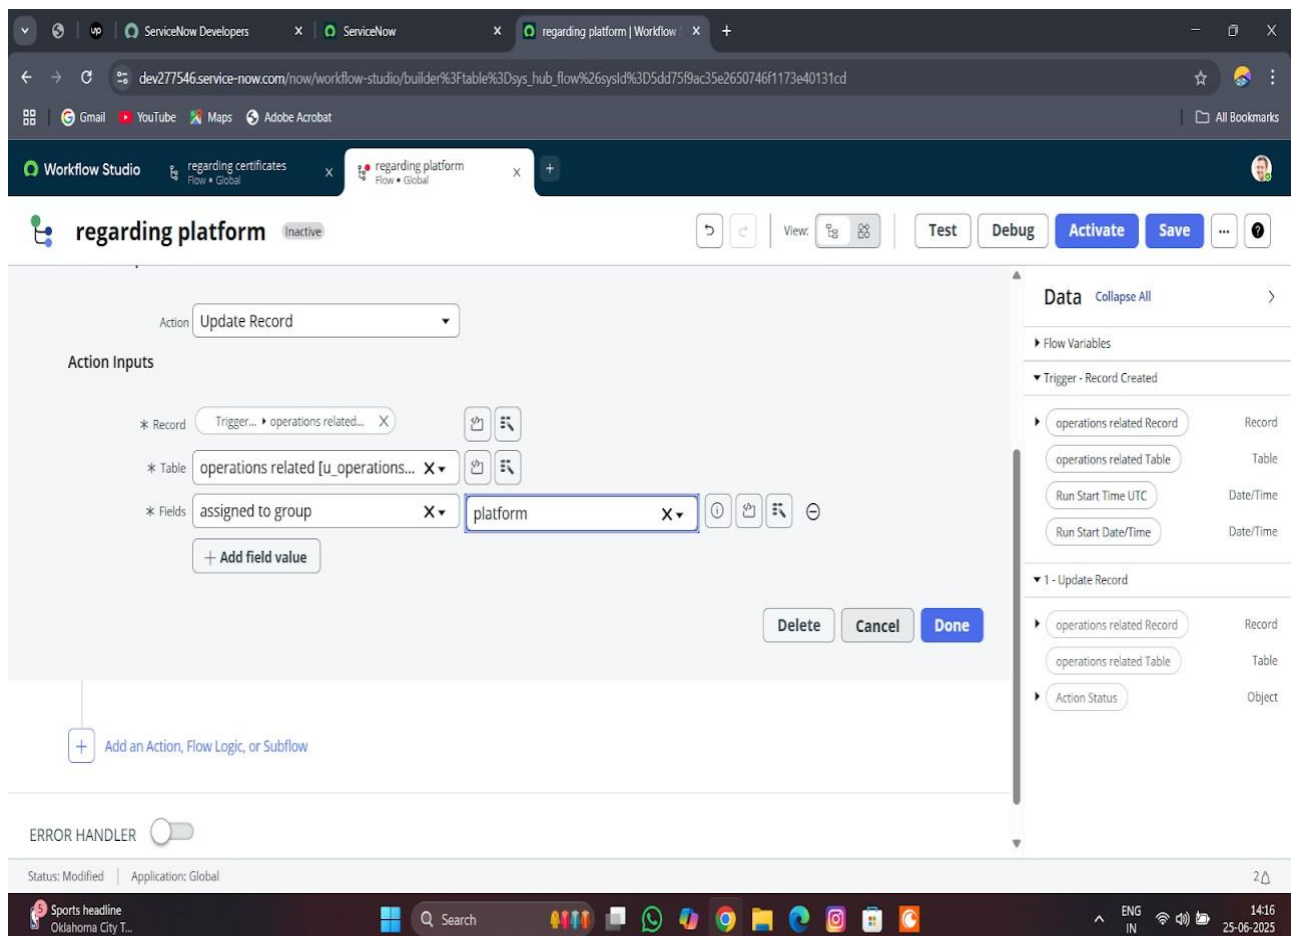 up ServiceNow Developers x ServiceNow x regarding platform | Workflow x +
dev277546.service-now.com/now/workflow-studio/builder%3Ftable%3Dsys_hub_flow%26sysId%3D5dd75f9ac35e2650746f1173e40131cd
Gmail YouTube Maps Adobe Acrobat All Bookmarks
Workflow Studio regarding certificates x regarding platform x +
Flow • Global Flow • Global
regarding platform Inactive View: Test Debug Activate Save ... ?
Data Collapse All
Action Update Record
Flow Variables
Action Inputs
Trigger - Record Created
* Record Trigger... ▸ operations related... X
operations related Record Record
* Table operations related [u_operations... X
operations related Table Table
Run Start Time UTC Date/Time
* Fields assigned to group X platform X
Run Start Date/Time Date/Time
+ Add field value
1 - Update Record
Delete Cancel Done
operations related Record Record
operations related Table Table
Action Status Object
+ Add an Action, Flow Logic, or Subflow
ERROR HANDLER
Status: Modified | Application: Global 2
5 Sports headline
Oklahoma City T...
Search
ENG
IN
14:16
25-06-2025